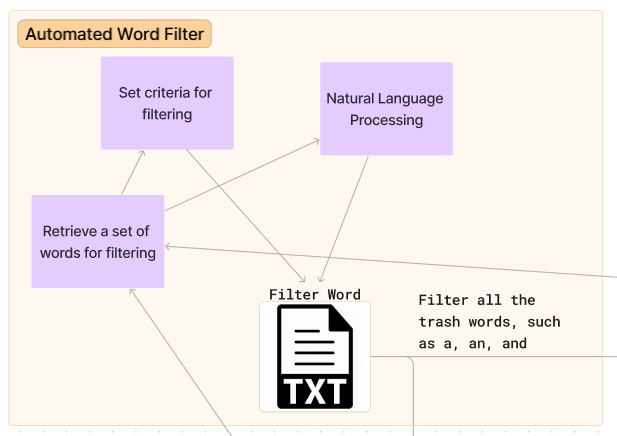 Automated Word Filter
Set criteria for
filtering
Natural Language
Processing
Retrieve a set of
words for filtering
Filter Word
TXT
Filter all the
trash words, such
as a, an, and